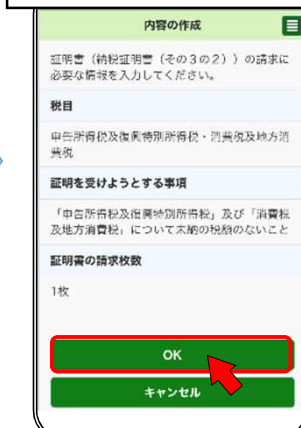 内容の作成
証明書(納税証明書(その3の2))の請求に
必要な情報を入力してください。
税目
申告所得税及復興特別所得税・消費税及地方消
費税
証明を受けようとする事項
「申告所得税及復興特別所得税」及び「消費税
及地方消費税」について未納の税額のないこと
証明書の請求枚数
1枚
OK
キャンセル